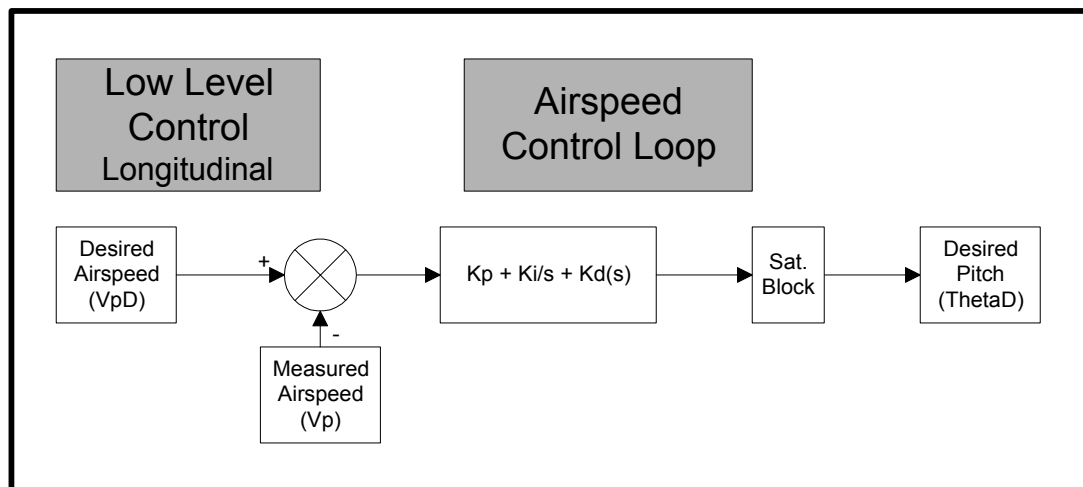 Low Level
Control
Longitudinal
Airspeed
Control Loop
Desired
Airspeed
(VpD)
+
-
Measured
Airspeed
(Vp)
Kp + Ki/s + Kd(s)
Sat.
Block
Desired
Pitch
(ThetaD)